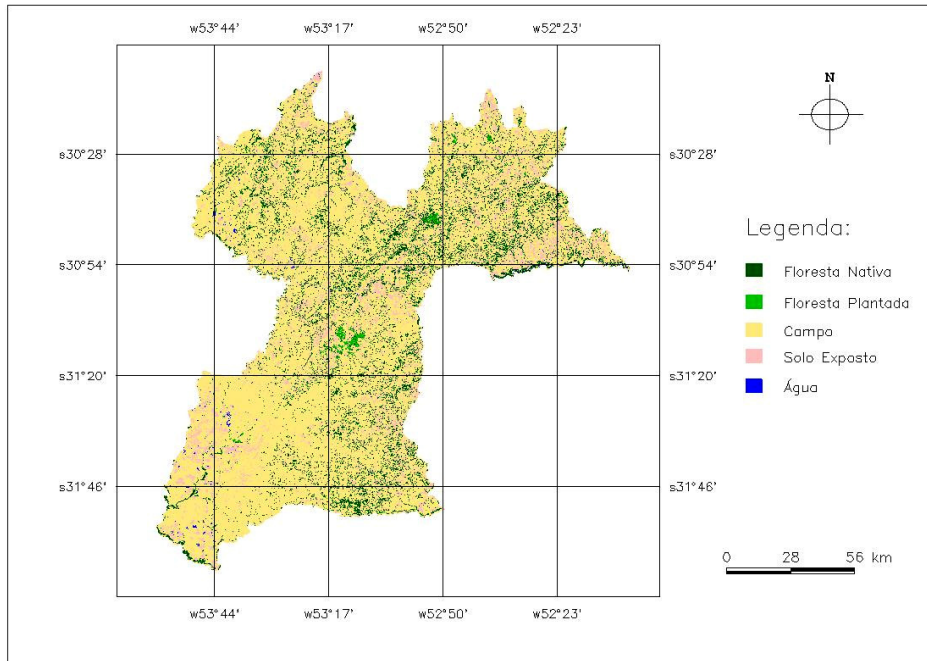 w53°44' w53°17' w52°50' w52°23'
N
s30°28' s30°28'
Legenda:
s30°54' s30°54'
Floresta Nativa
Floresta Plantada
Campo
Solo Exposto
s31°20' s31°20'
Água
s31°46' s31°46'
0 28 56 km
w53°44' w53°17' w52°50' w52°23'